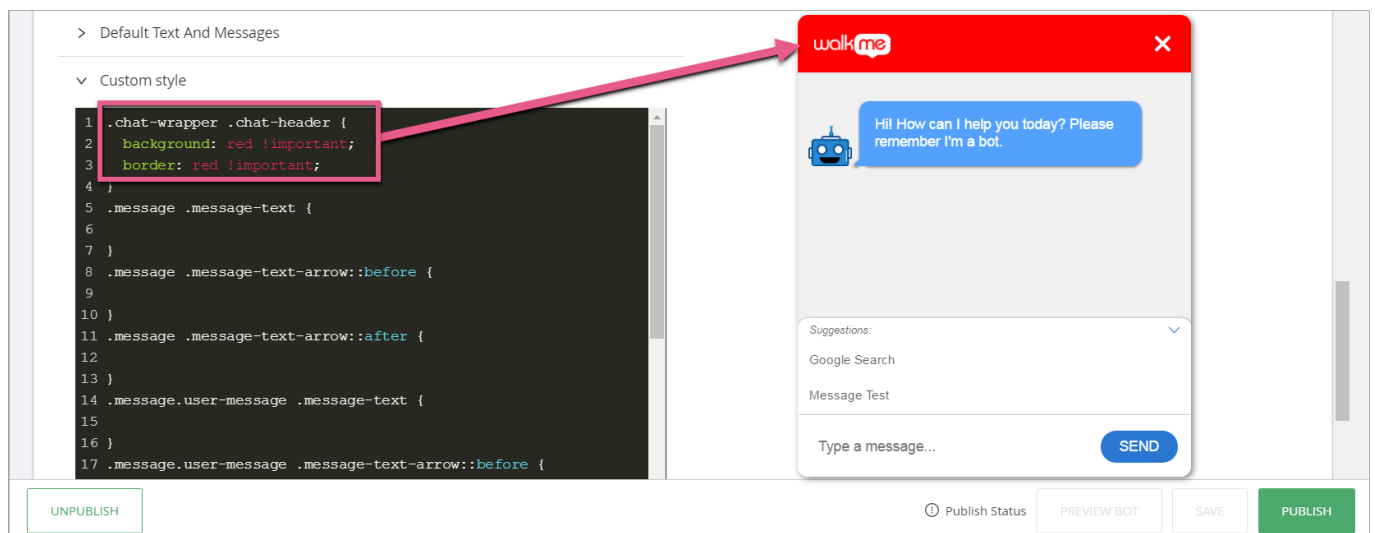 Default Text And Messages
Custom style
1 .chat-wrapper .chat-header {
2 background: red !important;
3 border: red !important;
4 }
5 .message .message-text {
6
7 }
8 .message .message-text-arrow::before {
9
10 }
11 .message .message-text-arrow::after {
12
13 }
14 .message.user-message .message-text {
15
16 }
17 .message.user-message .message-text-arrow::before {
walkme
Hi! How can I help you today? Please
remember I'm a bot.
Suggestions:
Google Search
Message Test
Type a message...
SEND
UNPUBLISH
Publish Status
PREVIEW BOT
SAVE
PUBLISH